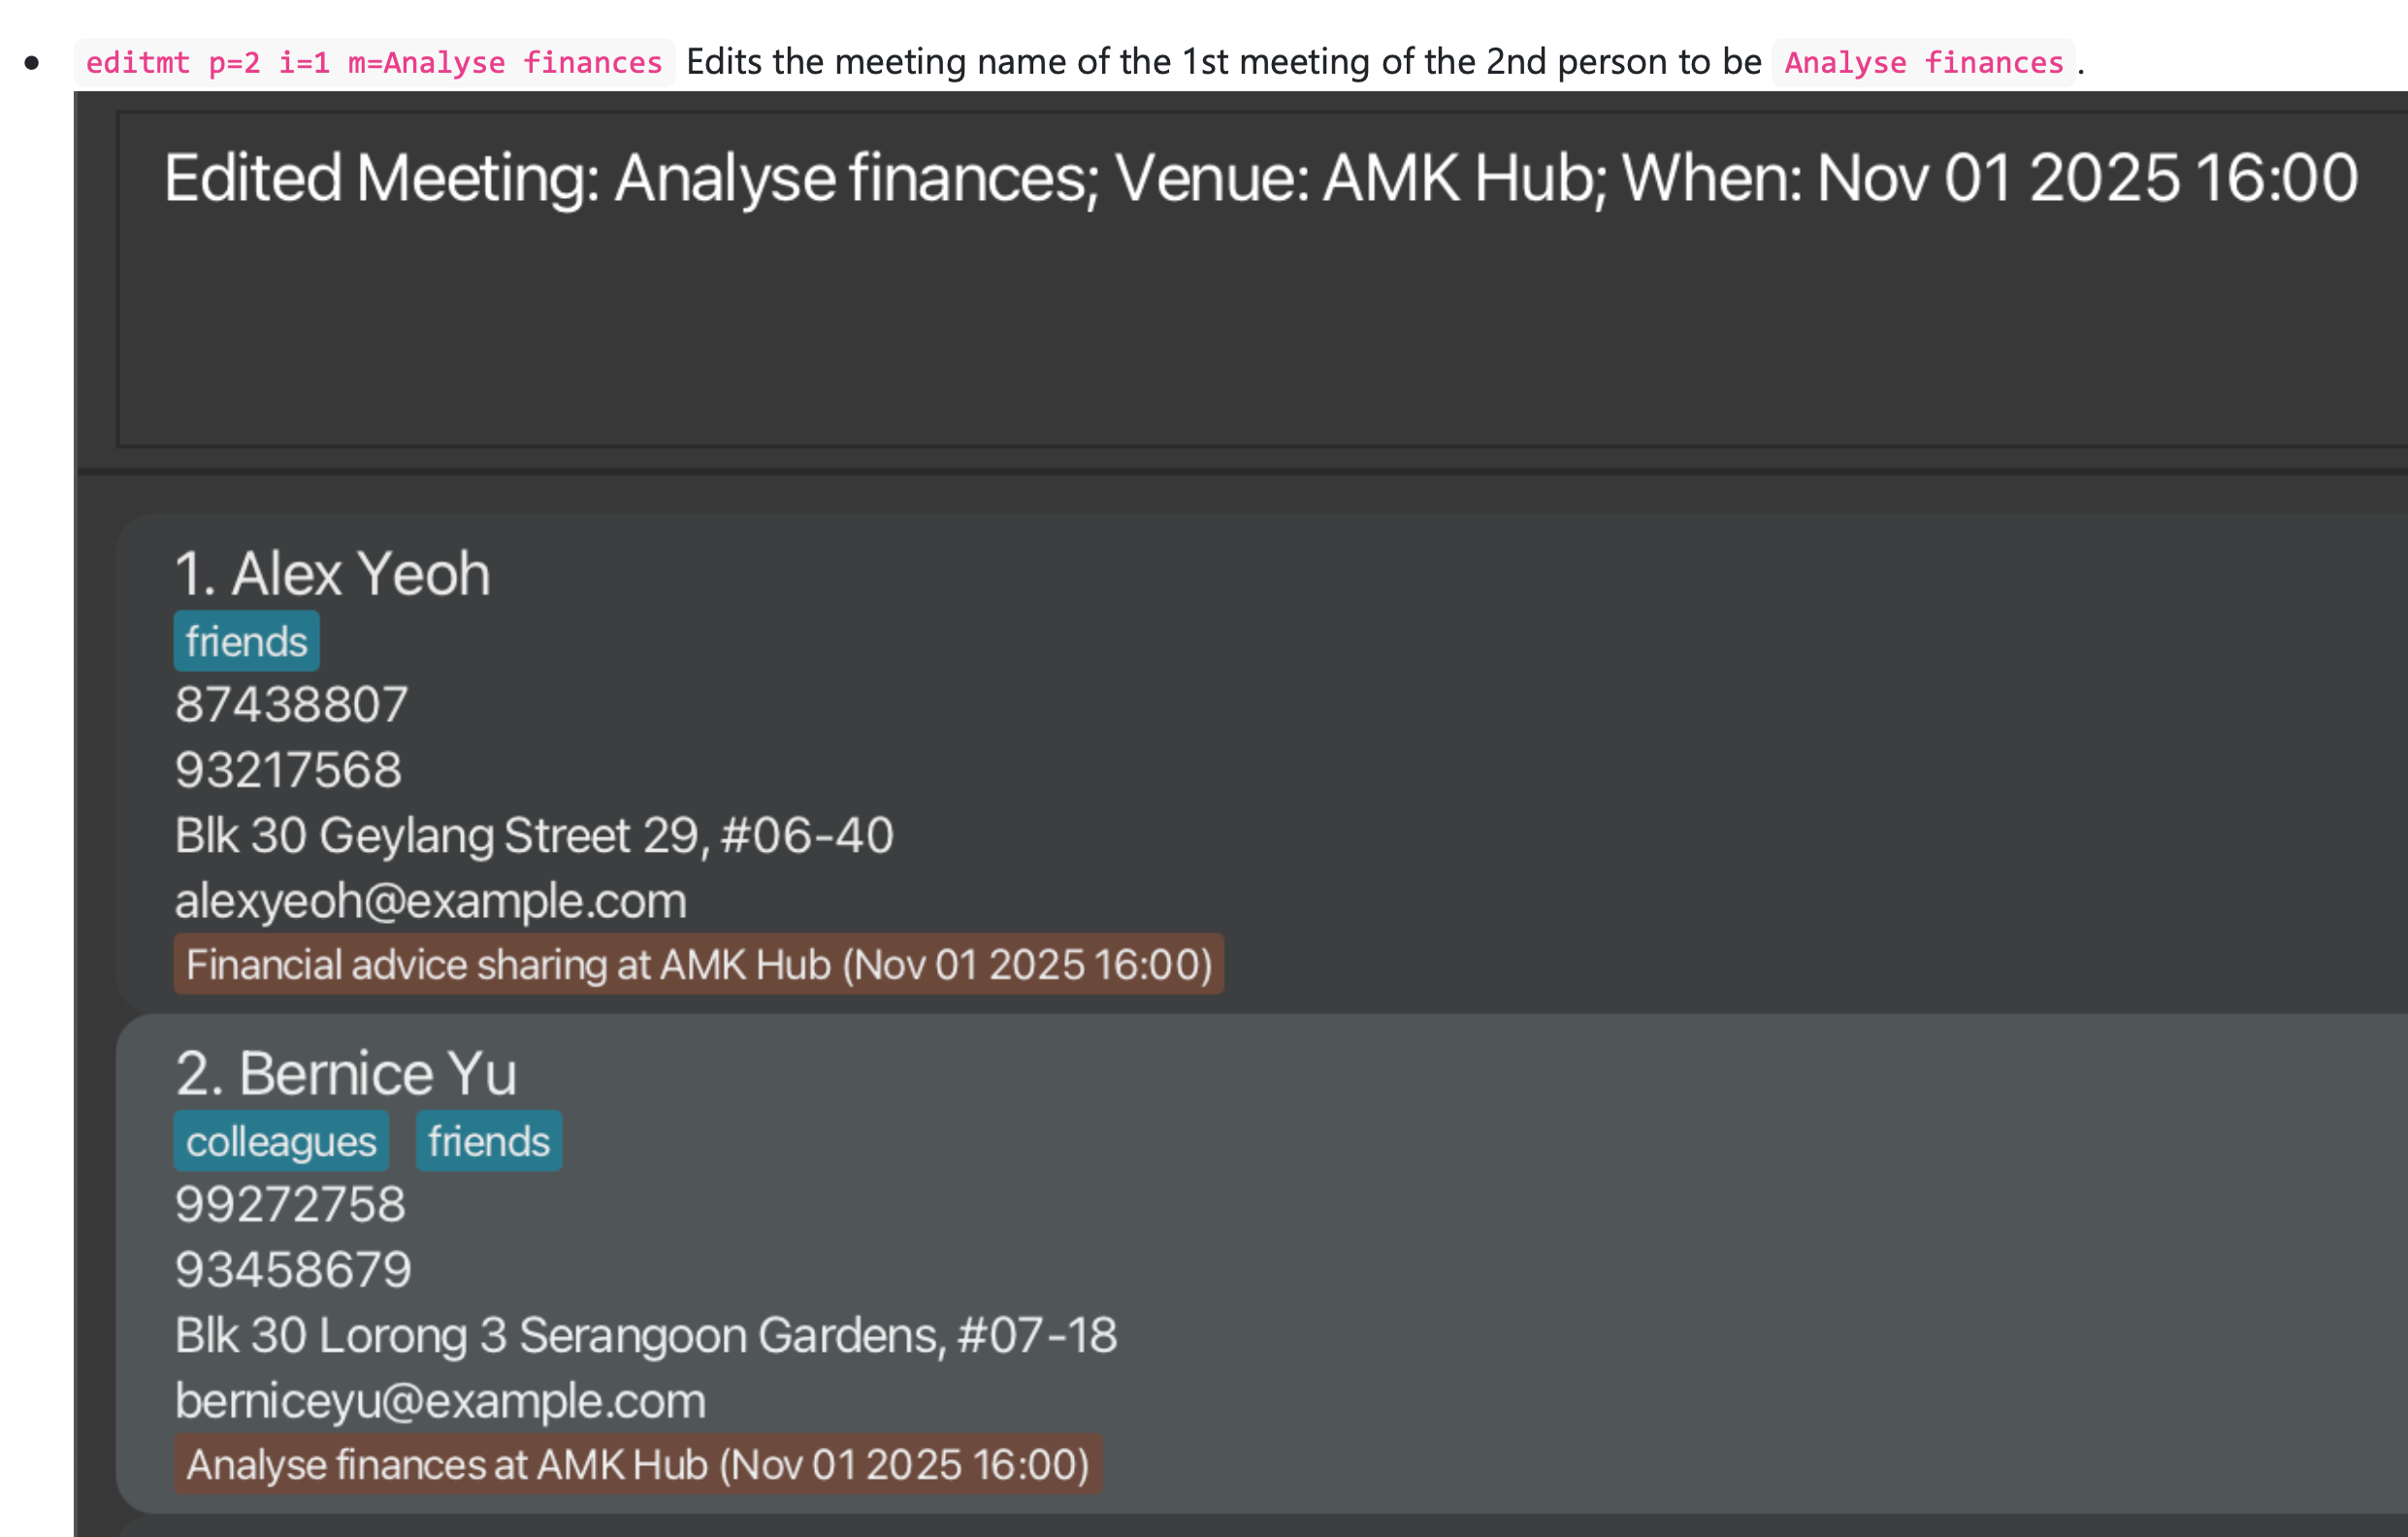 editmt p=2 i=1 m=Analyse finances Edits the meeting name of the 1st meeting of the 2nd person to be Analyse finances.
Edited Meeting: Analyse finances; Venue: AMK Hub; When: Nov 01 2025 16:00
1. Alex Yeoh
friends
87438807
93217568
Blk 30 Geylang Street 29, #06-40
alexyeoh@example.com
Financial advice sharing at AMK Hub (Nov 01 2025 16:00)
2. Bernice Yu
colleagues friends
99272758
93458679
Blk 30 Lorong 3 Serangoon Gardens, #07-18
berniceyu@example.com
Analyse finances at AMK Hub (Nov 01 2025 16:00)